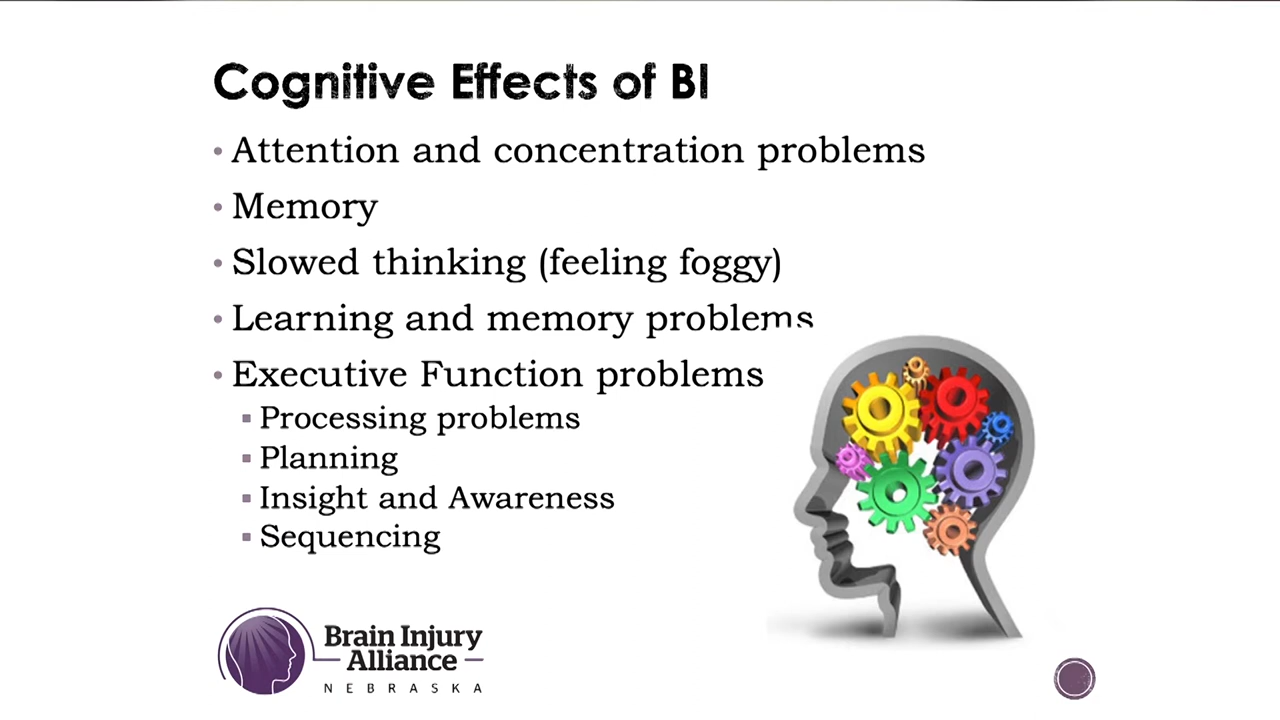 Cognitive Effects of BI
Attention and concentration problems
Memory
Slowed thinking (feeling foggy)
Learning and memory problems
Executive Function problems
Processing problems
Planning
Insight and Awareness
Sequencing
Brain Injury
Alliance
NEBRASKA